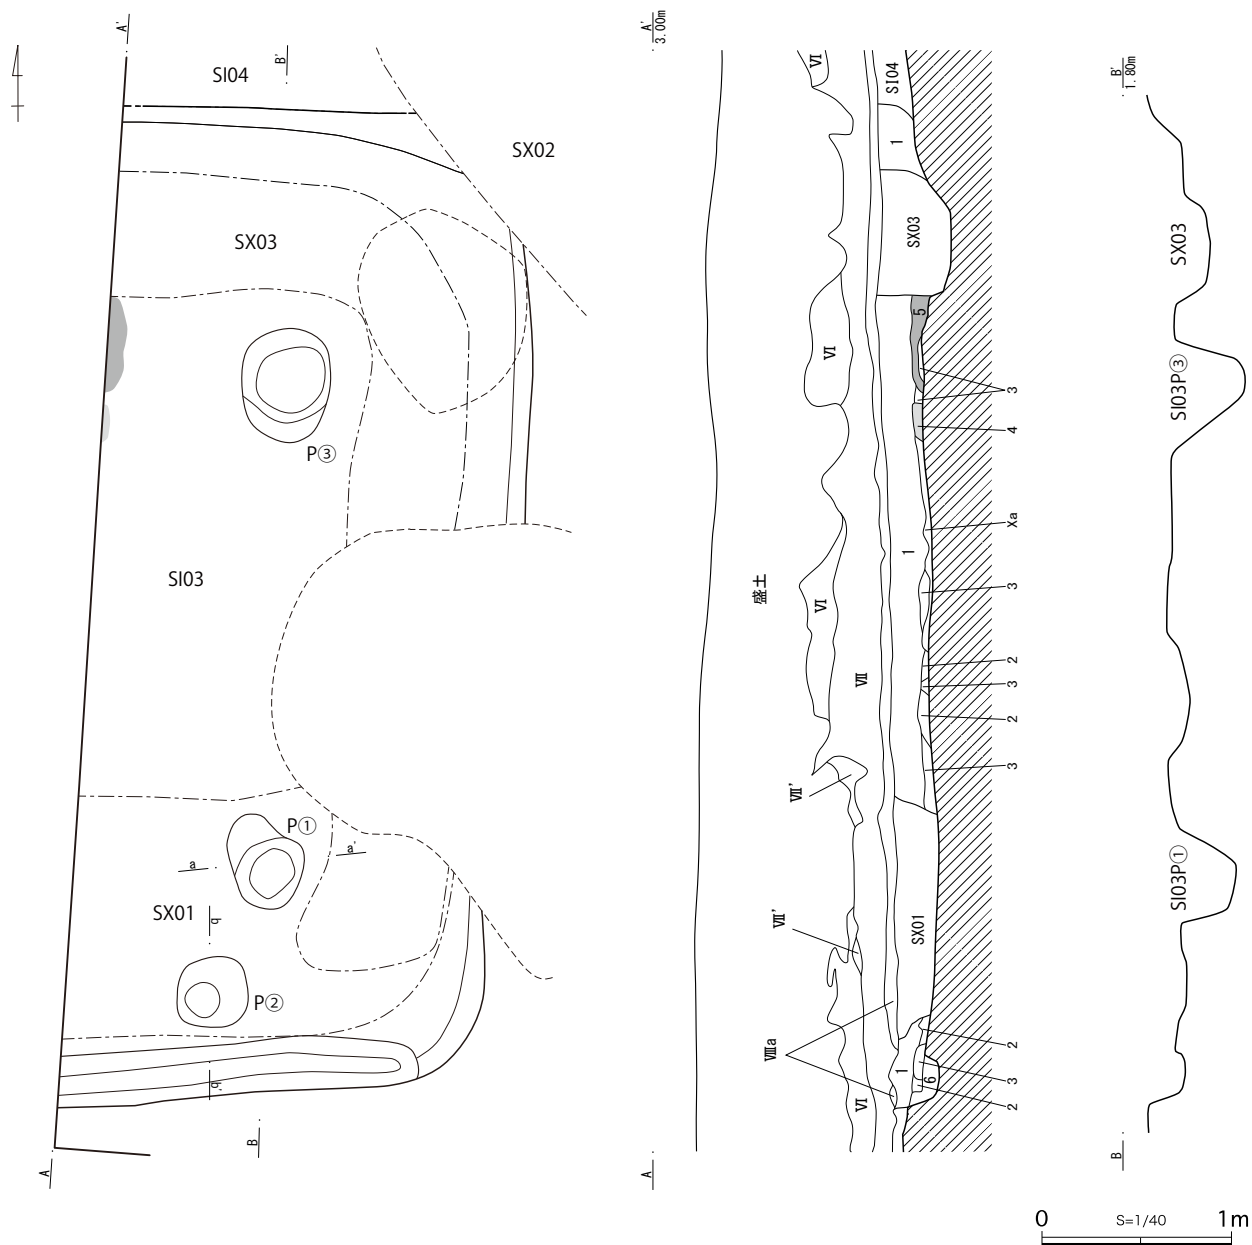 A'
SI04
B'
SX02
SX03
P③
SI03
P①
a
a'
SX01
b
P②
b'
B
A
A'
3.00m
VI
SI04
1
SX03
5
VI
3
4
Xa
1
3
盛土
VI
2
VII
3
2
3
VII'
SX01
VII'
VIIIa
2
1
3
6
VI
2
A
B'
1.80m
SX03
SI03P③
SI03P①
B
0
S=1/40
1m